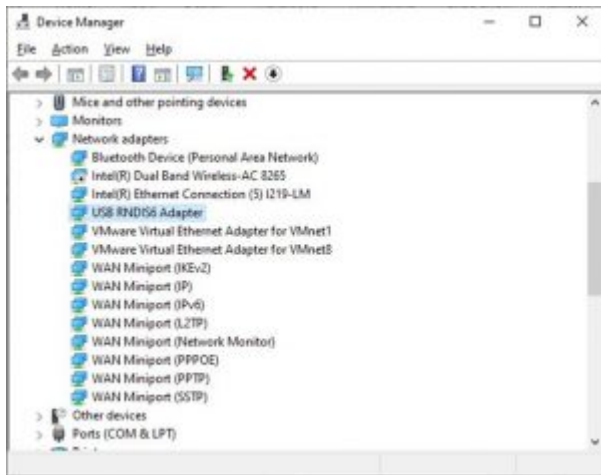 Device Manager
File Action View Help
Mice and other pointing devices
Monitors
Network adapters
Bluetooth Device (Personal Area Network)
Intel(R) Dual Band Wireless-AC 8265
Intel(R) Ethernet Connection (5) I219-LM
USB RNDIS6 Adapter
VMware Virtual Ethernet Adapter for VMnet1
VMware Virtual Ethernet Adapter for VMnet8
WAN Miniport (IKEv2)
WAN Miniport (IP)
WAN Miniport (IPv6)
WAN Miniport (L2TP)
WAN Miniport (Network Monitor)
WAN Miniport (PPPOE)
WAN Miniport (PPTP)
WAN Miniport (SSTP)
Other devices
Ports (COM & LPT)